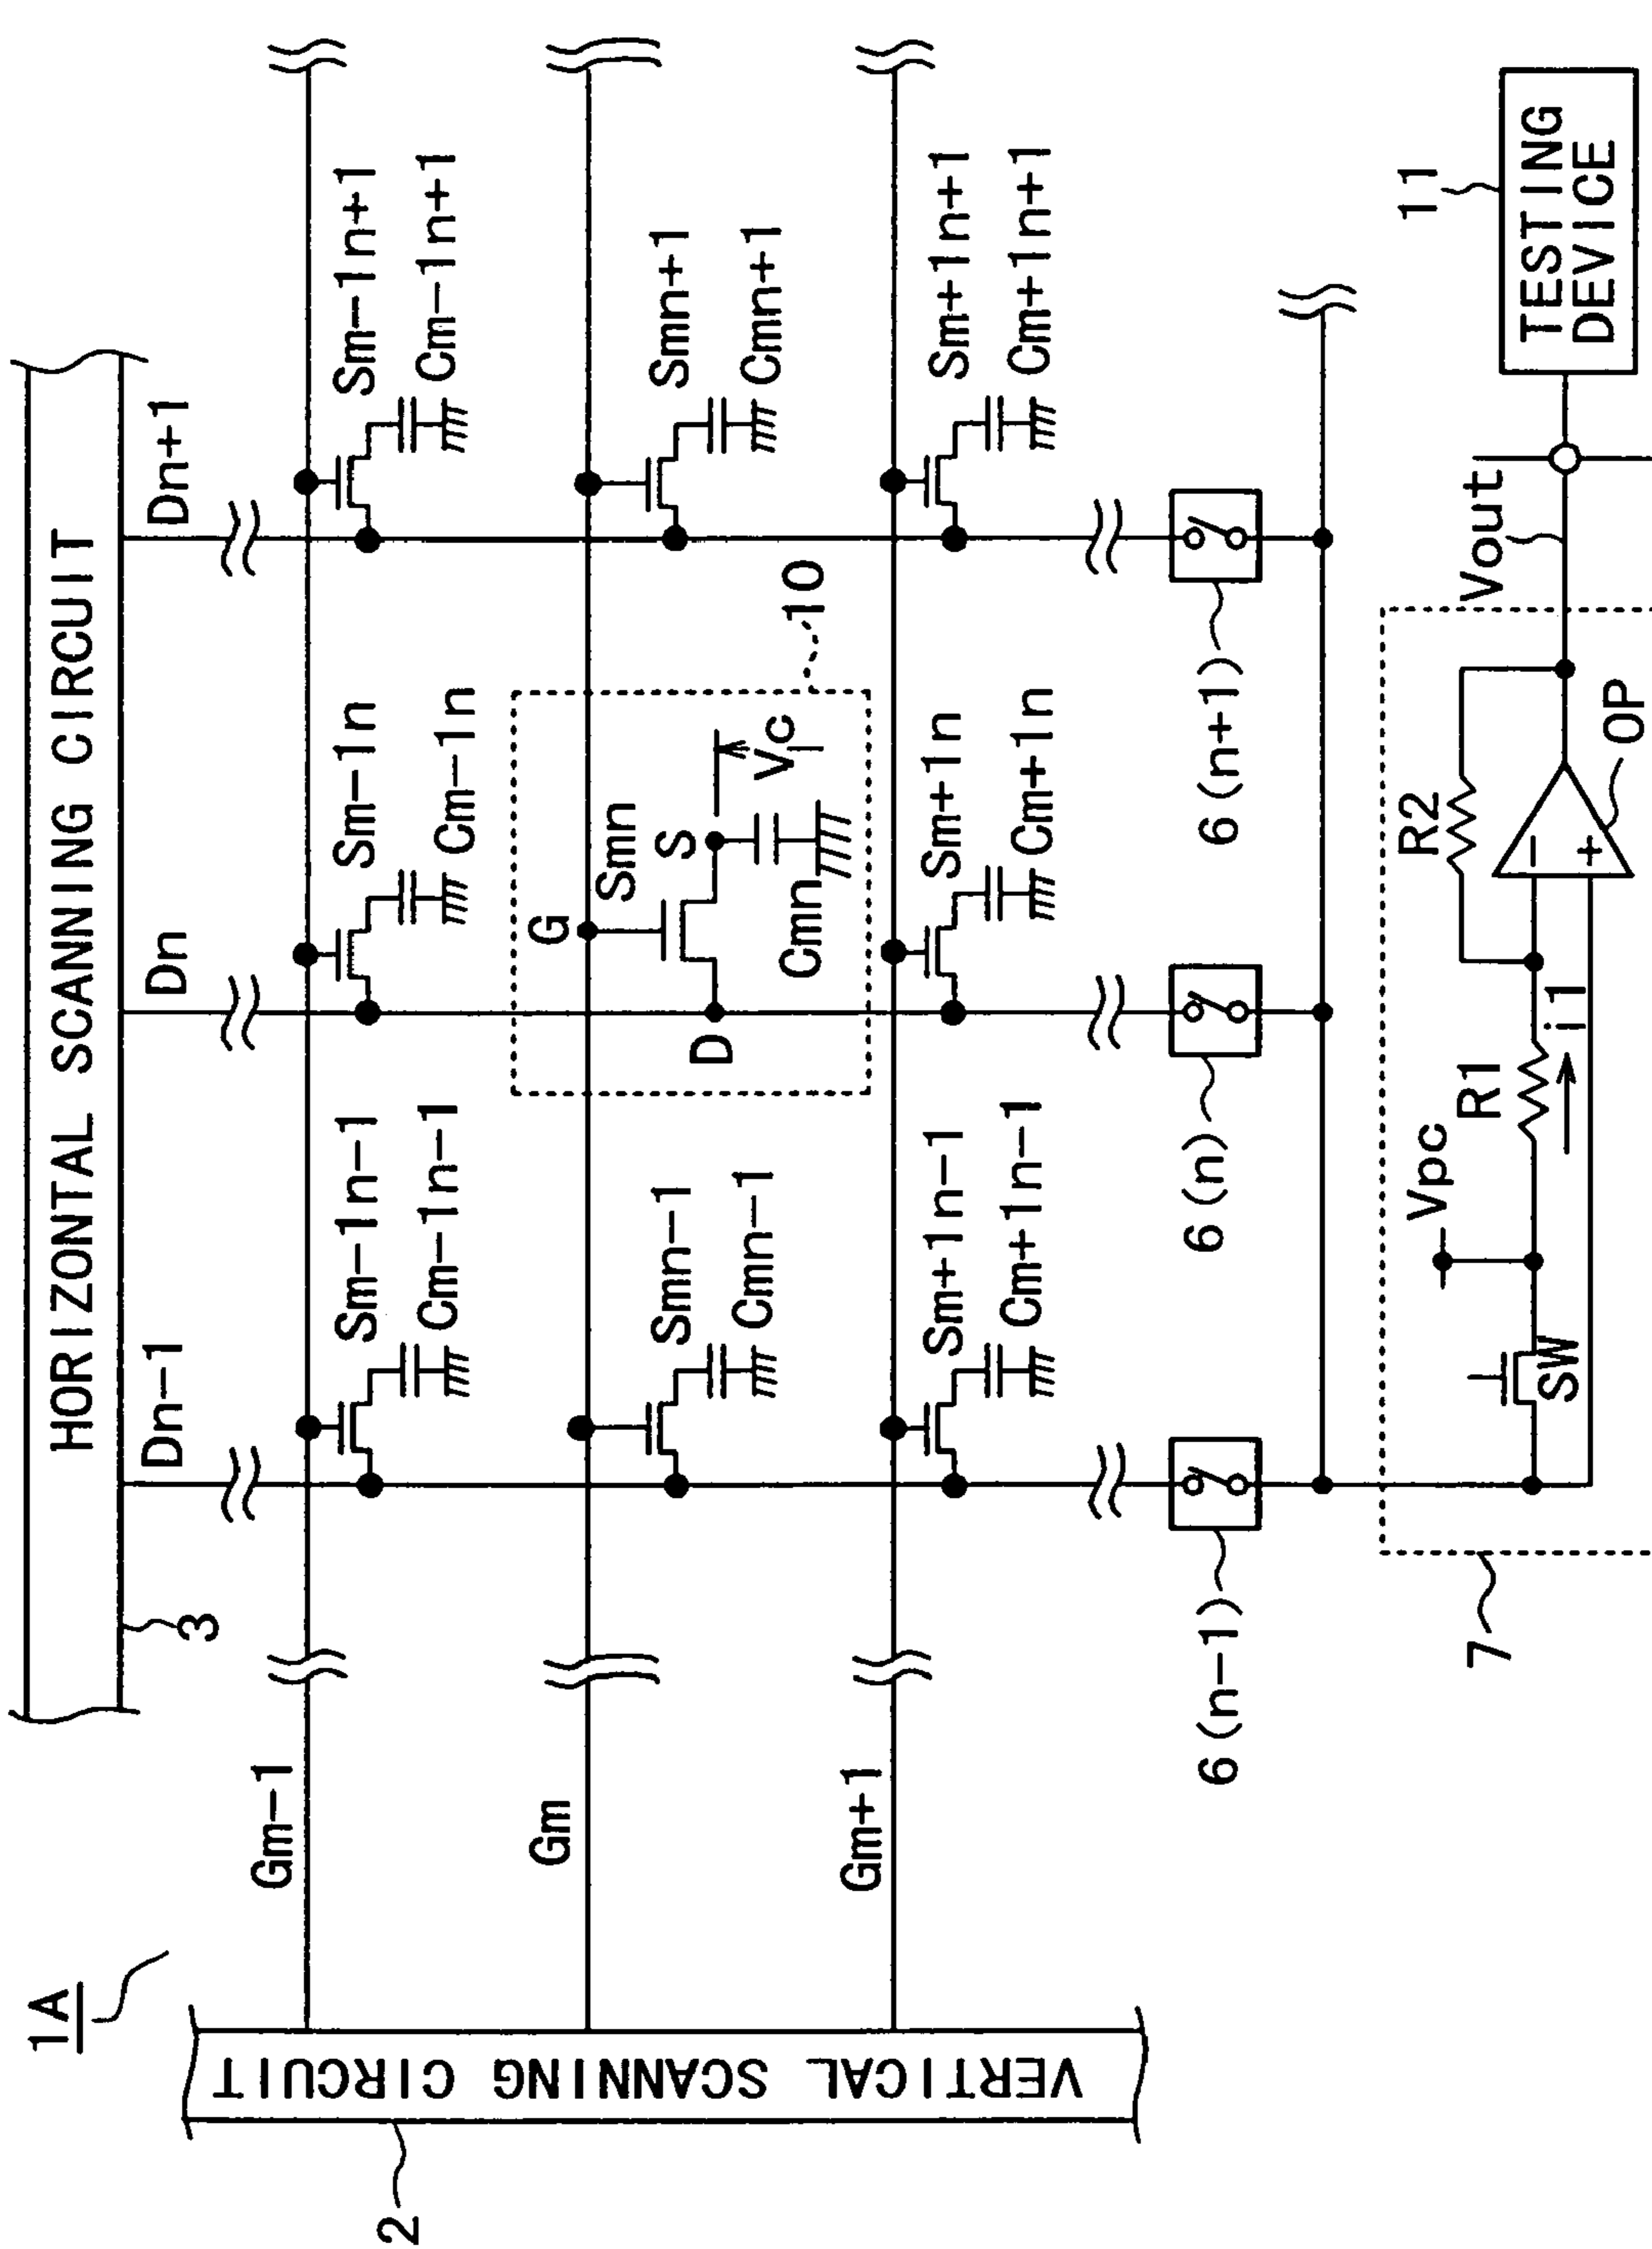 1A
HORIZONTAL SCANNING CIRCUIT
3
Dn-1
Dn
Dn+1
VERTICAL SCANNING CIRCUIT
2
Gm-1
Sm-1n-1
Cm-1n-1
Sm-1n
Cm-1n
Sm-1n+1
Cm-1n+1
Gm
Smn-1
Cmn-1
G
Smn
S
D
Cmn
Vc
10
Smn+1
Cmn+1
Gm+1
Sm+1n-1
Cm+1n-1
Sm+1n
Cm+1n
Sm+1n+1
Cm+1n+1
6(n-1)
6(n)
6(n+1)
7
SW
Vpc
R1
i1
R2
-
+
OP
Vout
11
TESTING
DEVICE